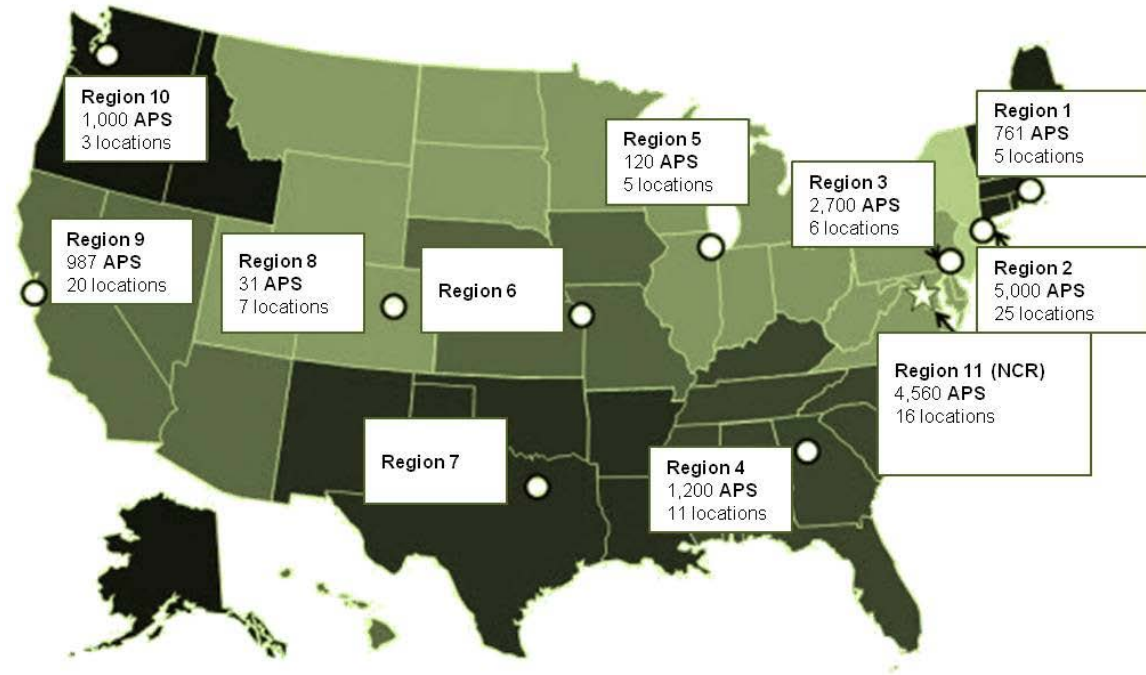 Region 10
1,000 APS
3 locations
Region 1
761 APS
5 locations
Region 5
120 APS
5 locations
Region 3
2,700 APS
6 locations
Region 9
987 APS
20 locations
Region 8
31 APS
7 locations
Region 6
Region 2
5,000 APS
25 locations
Region 11 (NCR)
4,560 APS
16 locations
Region 7
Region 4
1,200 APS
11 locations